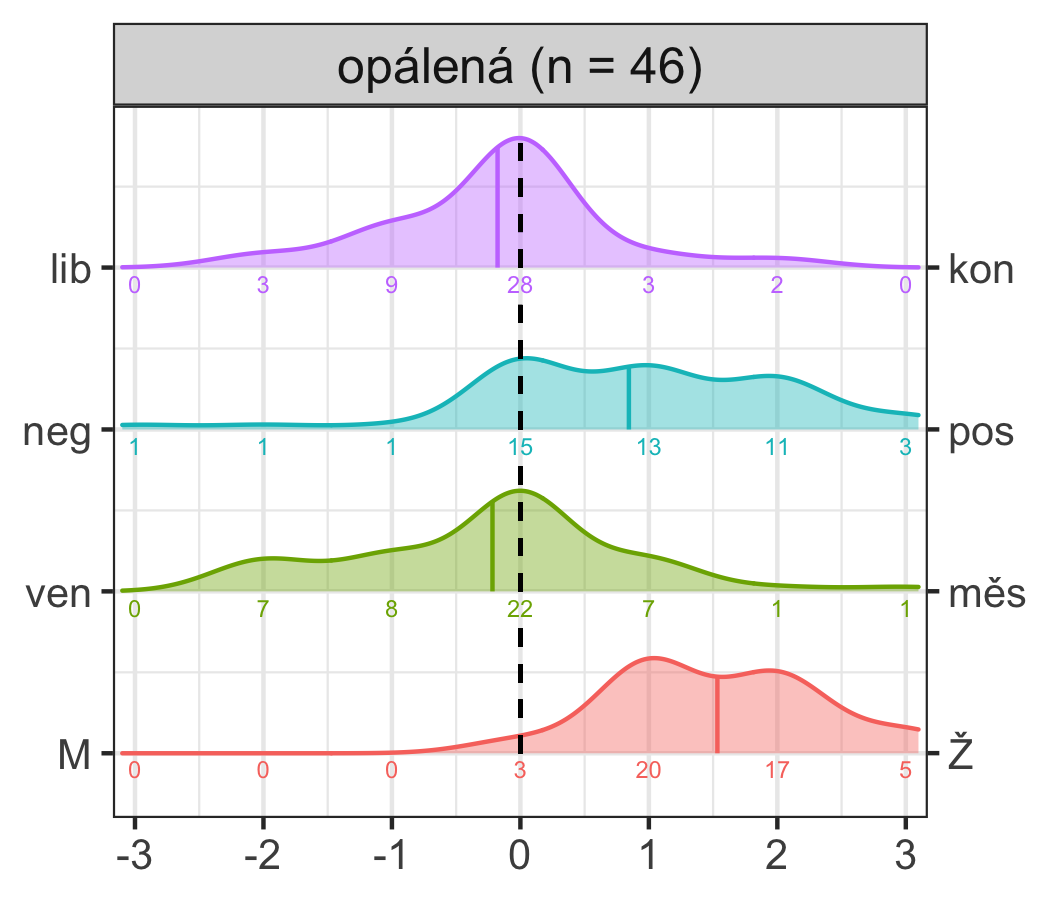 opálená (n = 46)
lib kon
0 3 9 28 3 2 0
neg pos
1 1 1 15 13 11 3
ven měs
0 7 8 22 7 1 1
M Ž
0 0 0 3 20 17 5
-3 -2 -1 0 1 2 3